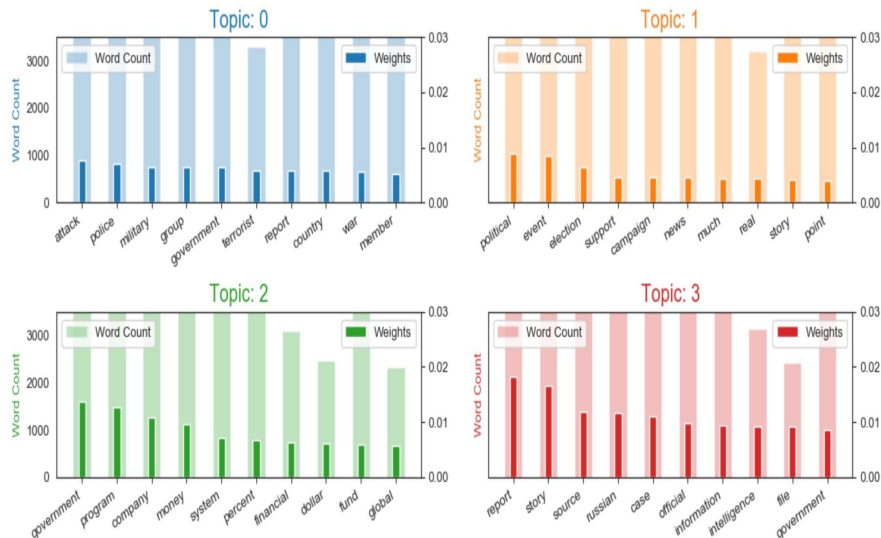 Topic: 0
Word Count
Weights
Word Count
3000
2000
1000
0
0.03
0.02
0.01
0.00
attack
police
military
group
government
terrorist
report
country
war
member
Topic: 1
Word Count
Weights
0.03
0.02
0.01
0.00
political
event
election
support
campaign
news
much
real
story
point
Topic: 2
Word Count
Weights
Word Count
3000
2000
1000
0
0.03
0.02
0.01
0.00
government
program
company
money
system
percent
financial
dollar
fund
global
Topic: 3
Word Count
Weights
0.03
0.02
0.01
0.00
report
story
source
russian
case
official
information
intelligence
file
government